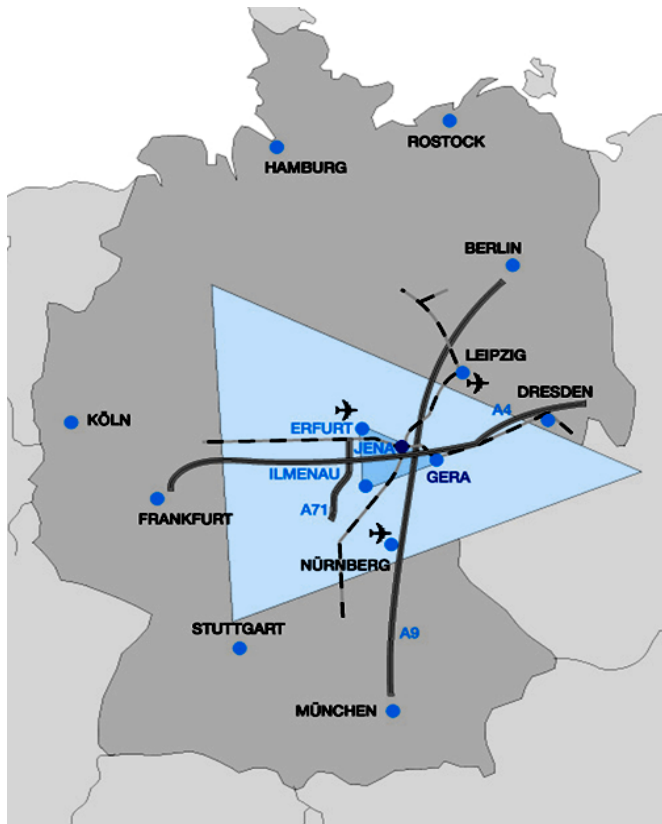 ROSTOCK
HAMBURG
BERLIN
LEIPZIG
DRESDEN
A4
KÖLN
ERFURT
JENA
ILMENAU
GERA
A71
FRANKFURT
NÜRNBERG
STUTTGART
A9
MÜNCHEN